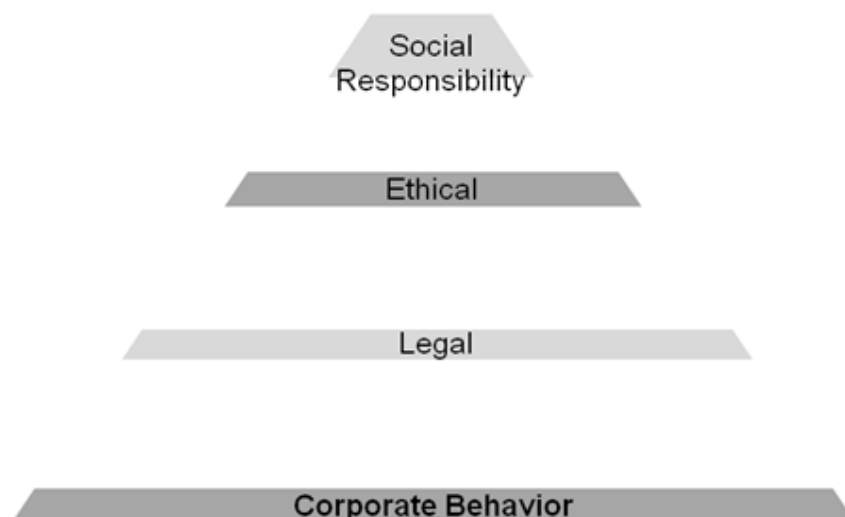 Social
Responsibility
Ethical
Legal
Corporate Behavior